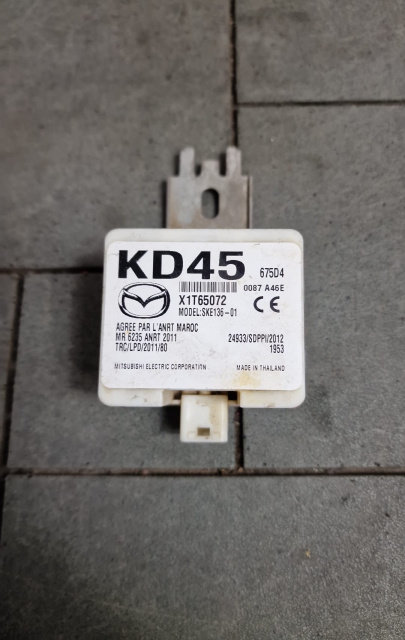 KD45 675D4
0087 A46E
X1T65072
MODEL:SKE136-01 CE
AGREE PAR L'ANRT MAROC
MR 6235 ANRT 2011 24933/SDPPI/2012
TRC/LPD/2011/80 1953
MITSUBISHI ELECTRIC CORPORATION MADE IN THAILAND